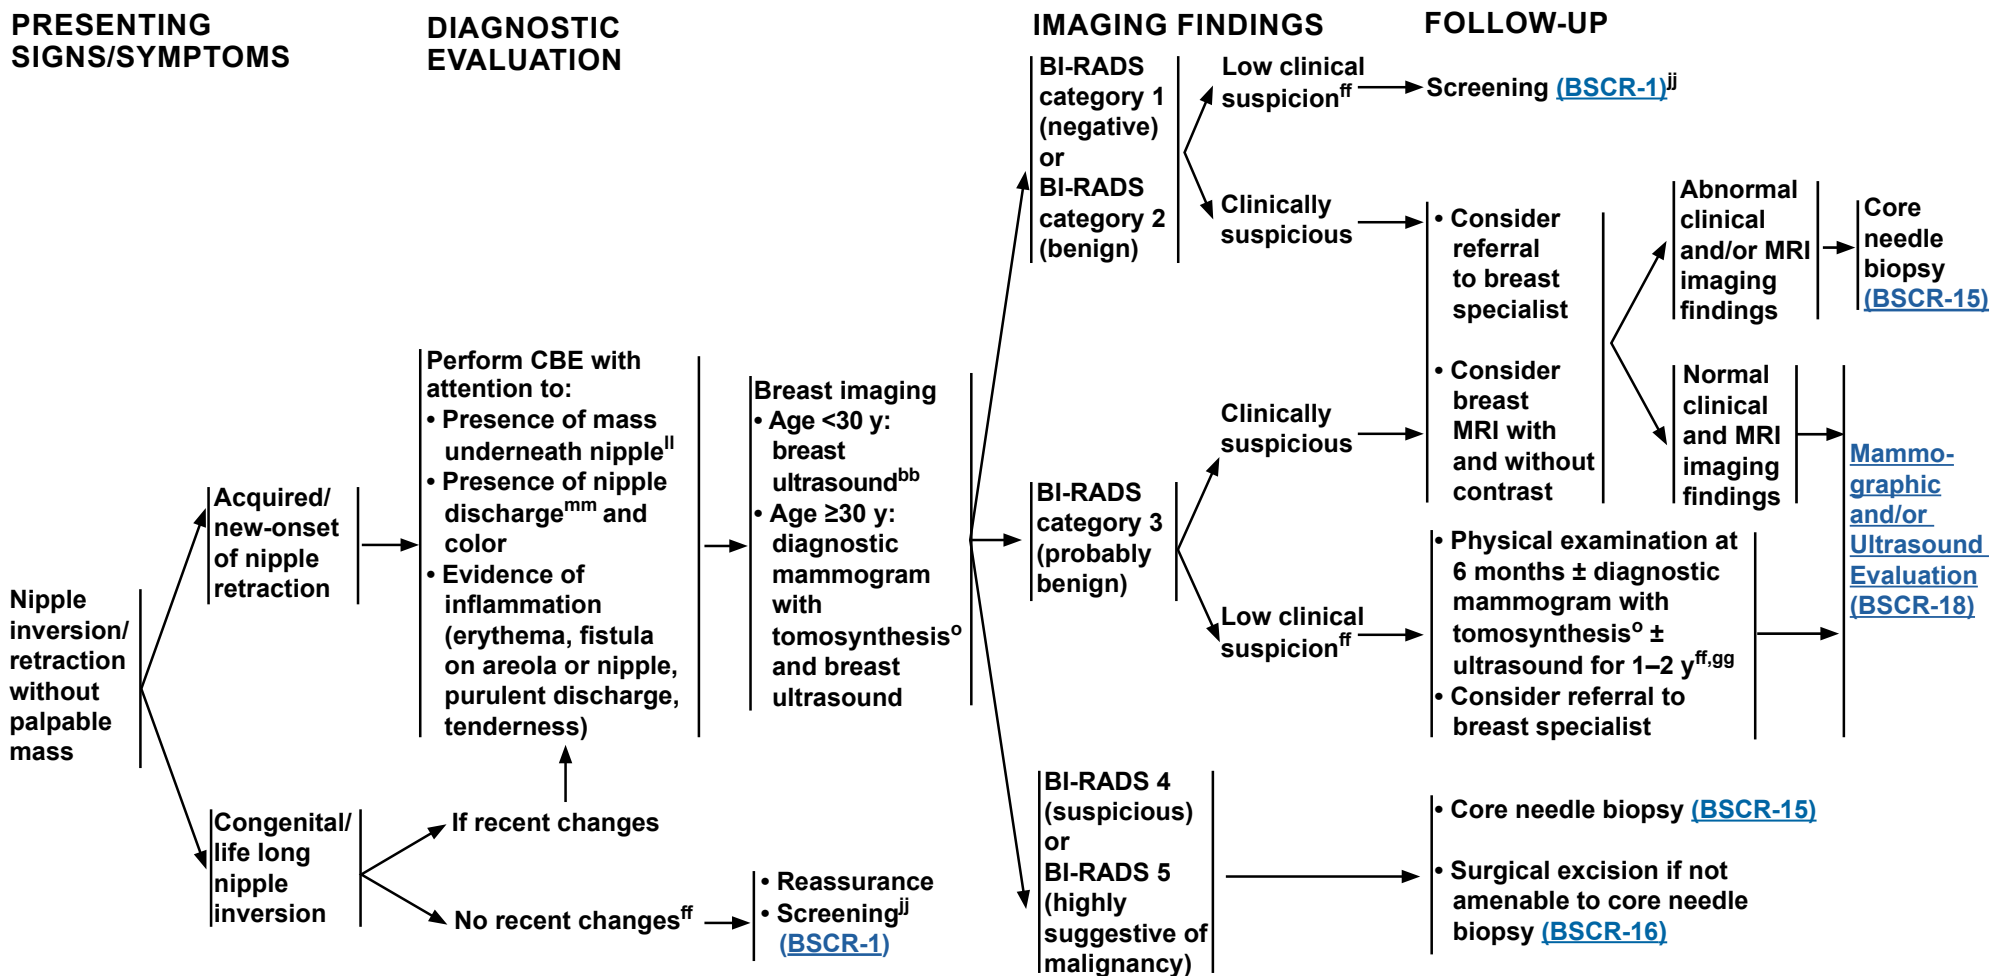 PRESENTING
SIGNS/SYMPTOMS
DIAGNOSTIC
EVALUATION
IMAGING FINDINGS
FOLLOW-UP
Nipple
inversion/
retraction
without
palpable
mass
Acquired/
new-onset
of nipple
retraction
Congenital/
life long
nipple
inversion
Perform CBE with
attention to:
• Presence of mass
underneath nipplell
• Presence of nipple
dischargemm and
color
• Evidence of
inflammation
(erythema, fistula
on areola or nipple,
purulent discharge,
tenderness)
If recent changes
No recent changesff
• Reassurance
• Screeningjj
(BSCR-1)
Breast imaging
• Age <30 y:
breast
ultrasoundbb
• Age ≥30 y:
diagnostic
mammogram
with
tomosynthesiso
and breast
ultrasound
BI-RADS
category 1
(negative)
or
BI-RADS
category 2
(benign)
Low clinical
suspicionff
Screening (BSCR-1)jj
Clinically
suspicious
BI-RADS
category 3
(probably
benign)
Clinically
suspicious
Low clinical
suspicionff
• Consider
referral
to breast
specialist
• Consider
breast
MRI with
and without
contrast
Abnormal
clinical
and/or MRI
imaging
findings
Core
needle
biopsy
(BSCR-15)
Normal
clinical
and MRI
imaging
findings
• Physical examination at
6 months ± diagnostic
mammogram with
tomosynthesiso ±
ultrasound for 1–2 yff,gg
• Consider referral to
breast specialist
Mammo-
graphic
and/or
Ultrasound
Evaluation
(BSCR-18)
BI-RADS 4
(suspicious)
or
BI-RADS 5
(highly
suggestive of
malignancy)
• Core needle biopsy (BSCR-15)
• Surgical excision if not
amenable to core needle
biopsy (BSCR-16)